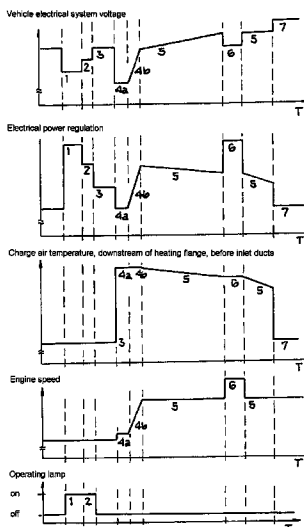 Vehicle electrical system voltage
1 2 3 4a 4b 5 6 5 7
T
Electrical power regulation
1 2 3 4a 4b 5 6 5 7
T
Charge air temperature, downstream of heating flange, before inlet ducts
3 4a 4b 5 6 5 7
T
Engine speed
4a 4b 5 6 5
T
Operating lamp
on
off
1 2
T